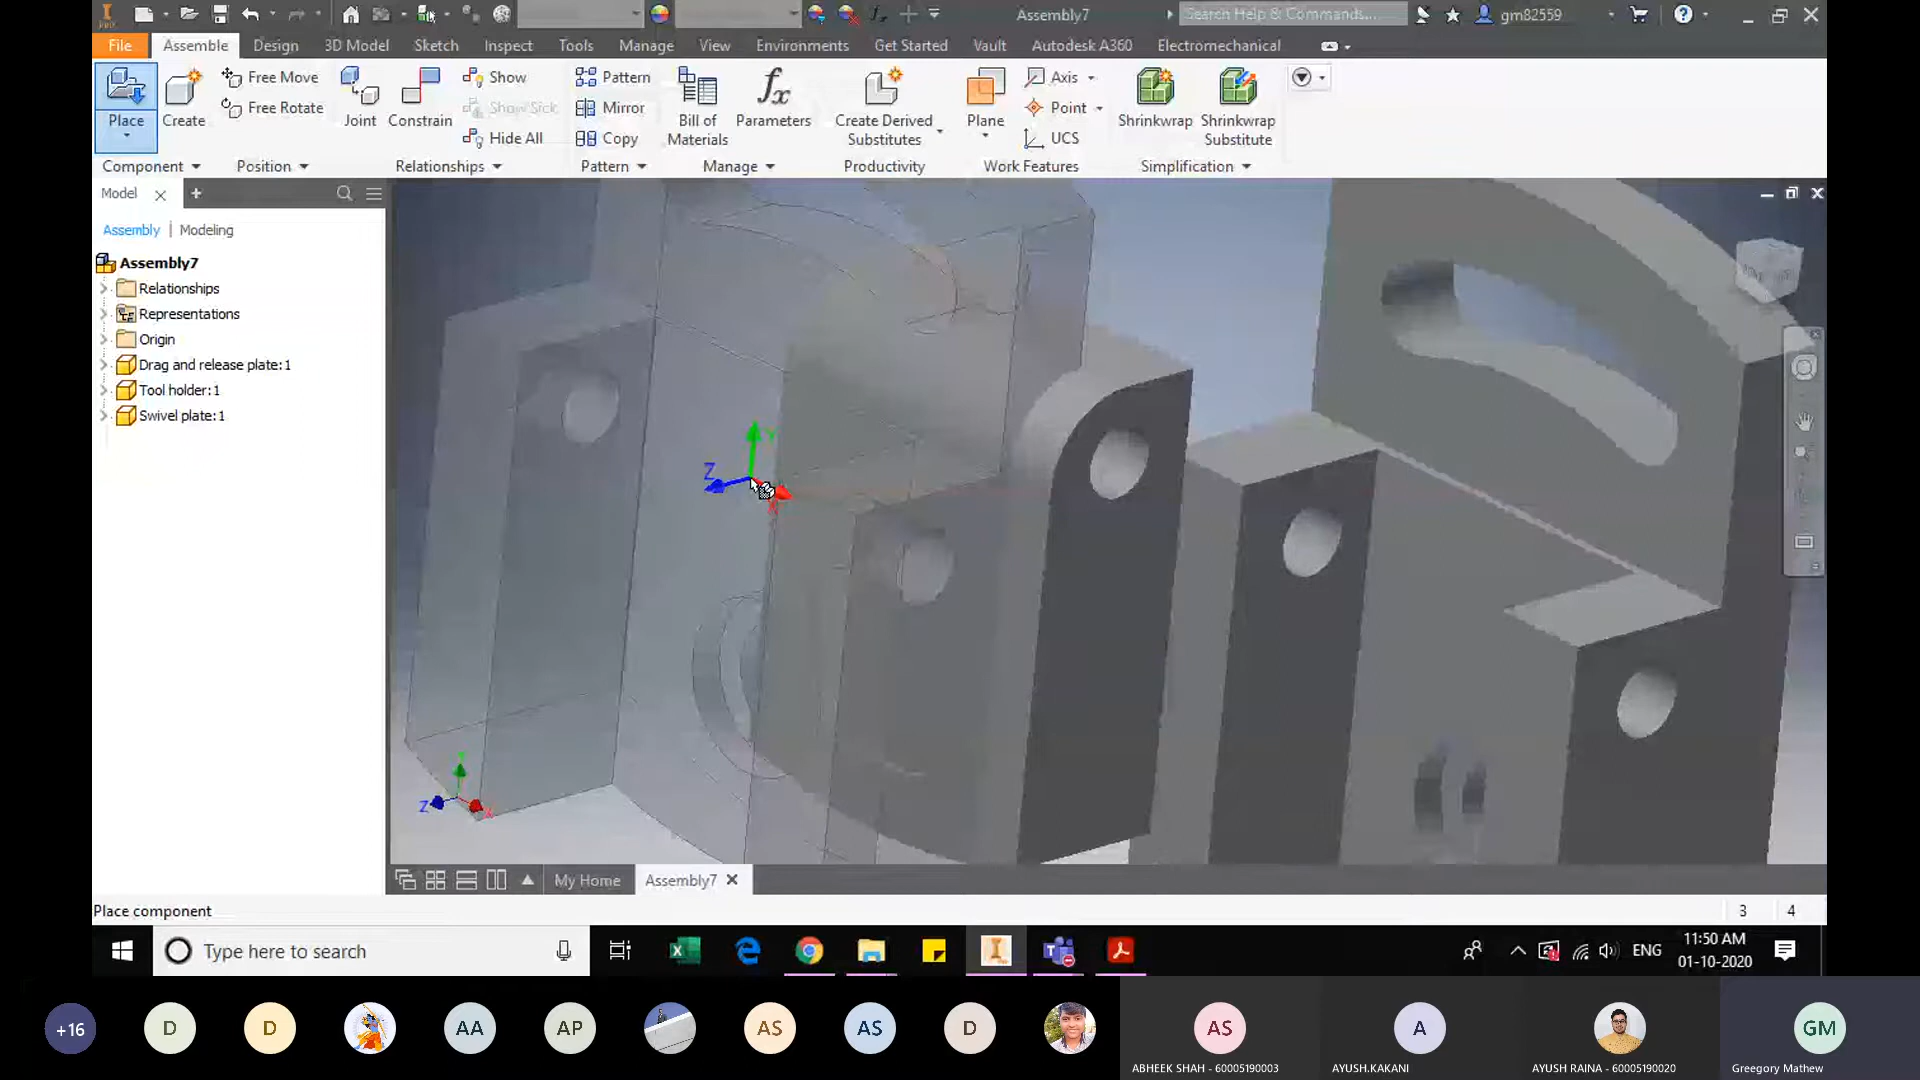 Assembly7
Search Help & Commands...
gm82559
File
Assemble
Design
3D Model
Sketch
Inspect
Tools
Manage
View
Environments
Get Started
Vault
Autodesk A360
Electromechanical
Place
Create
Free Move
Free Rotate
Joint
Constrain
Show
Show Sick
Hide All
Pattern
Mirror
Copy
Bill of
Materials
fx
Parameters
Create Derived
Substitutes
Plane
Axis
Point
UCS
Shrinkwrap
Shrinkwrap
Substitute
Component
Position
Relationships
Pattern
Manage
Productivity
Work Features
Simplification
Model
Assembly | Modeling
Assembly7
Relationships
Representations
Origin
Drag and release plate:1
Tool holder:1
Swivel plate:1
Y
Z
X
Y
Z
X
My Home
Assembly7
Place component
3
4
Type here to search
ENG
11:50 AM
01-10-2020
+16
D
D
AA
AP
AS
AS
D
AS
A
GM
ABHEEK SHAH - 60005190003
AYUSH.KAKANI
AYUSH RAINA - 60005190020
Greegory Mathew